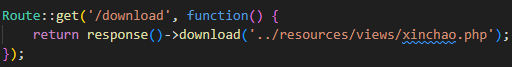 Route::get('/download', function() {
    return response()->download('../resources/views/xinchao.php');
});